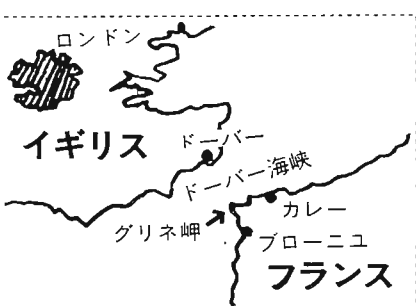 ロンドン
イギリス
ドーバー
ドーバー海峡
グリネ岬
カレー
ブローニュ
フランス